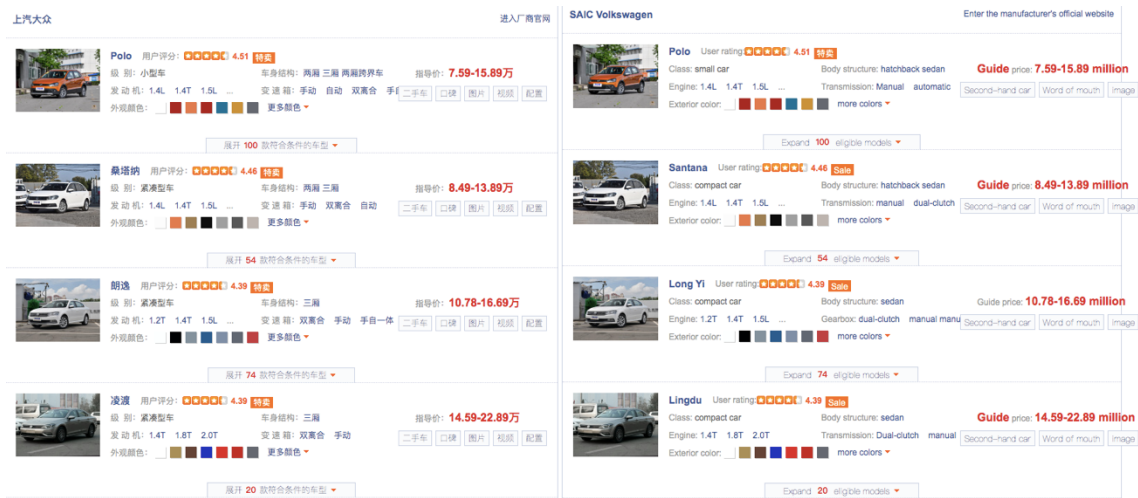 上汽大众 进入厂商官网
Polo 用户评分： 4.51 特卖
级 别：小型车 车身结构：两厢 三厢 两厢跨界车 指导价：7.59-15.89万
发动机：1.4L 1.4T 1.5L ... 变速箱：手动 自动 双离合 二手车 口碑 图片 视频 配置
外观颜色： 更多颜色
展开 100 款符合条件的车型
桑塔纳 用户评分： 4.46 特卖
级 别：紧凑型车 车身结构：两厢 三厢 指导价：8.49-13.89万
发动机：1.4L 1.4T 1.5L ... 变速箱：手动 双离合 自动 二手车 口碑 图片 视频 配置
外观颜色： 更多颜色
展开 54 款符合条件的车型
朗逸 用户评分： 4.39 特卖
级 别：紧凑型车 车身结构：三厢 指导价：10.78-16.69万
发动机：1.2T 1.4T 1.5L ... 变速箱：双离合 手动 手自一体 二手车 口碑 图片 视频 配置
外观颜色： 更多颜色
展开 74 款符合条件的车型
凌渡 用户评分： 4.39 特卖
级 别：紧凑型车 车身结构：三厢 指导价：14.59-22.89万
发动机：1.4T 1.8T 2.0T 变速箱：双离合 手动 二手车 口碑 图片 视频 配置
外观颜色： 更多颜色
展开 20 款符合条件的车型
SAIC Volkswagen Enter the manufacturer's official website
Polo User rating: 4.51 特卖
Class: small car Body structure: hatchback sedan Guide price: 7.59-15.89 million
Engine: 1.4L 1.4T 1.5L ... Transmission: Manual automatic Second-hand car Word of mouth image
Exterior color: more colors
Expand 100 eligible models
Santana User rating: 4.46 Sale
Class: compact car Body structure: hatchback sedan Guide price: 8.49-13.89 million
Engine: 1.4L 1.4T 1.5L ... Transmission: manual dual-clutch Second-hand car Word of mouth image
Exterior color: more colors
Expand 54 eligible models
Long Yi User rating: 4.39 Sale
Class: compact car Body structure: sedan Guide price: 10.78-16.69 million
Engine: 1.2T 1.4T 1.5L ... Gearbox: dual-clutch manual manu Second-hand car Word of mouth image
Exterior color: more colors
Expand 74 eligible models
Lingdu User rating: 4.39 Sale
Class: compact car Body structure: sedan Guide price: 14.59-22.89 million
Engine: 1.4T 1.8T 2.0T Transmission: Dual-clutch manual Second-hand car Word of mouth image
Exterior color: more colors
Expand 20 eligible models